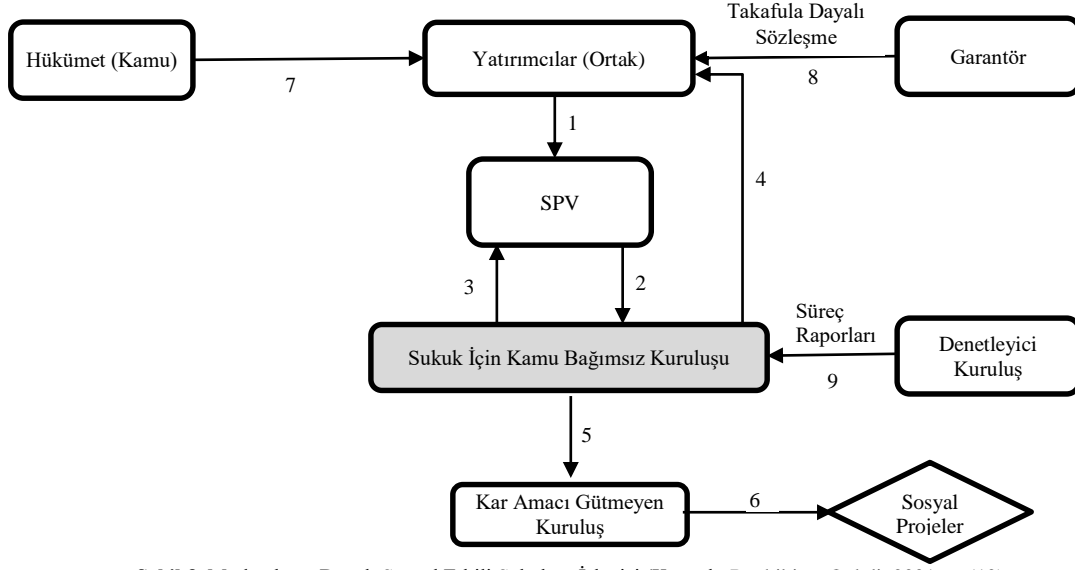 Takafula Dayalı
Sözleşme
Hükümet (Kamu)
Yatırımcılar (Ortak)
Garantör
7
8
1
4
SPV
3
2
Süreç
Raporları
Sukuk İçin Kamu Bağımsız Kuruluşu
Denetleyici
Kuruluş
9
5
Kar Amacı Gütmeyen
Kuruluş
6
Sosyal
Projeler